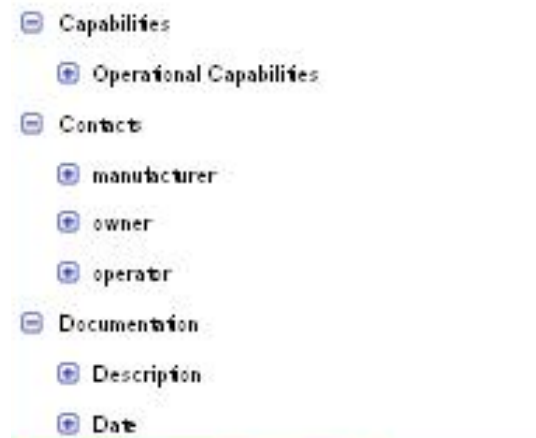 Capabilities
Operational Capabilities
Contacts
manufacturer
owner
operator
Documentation
Description
Date